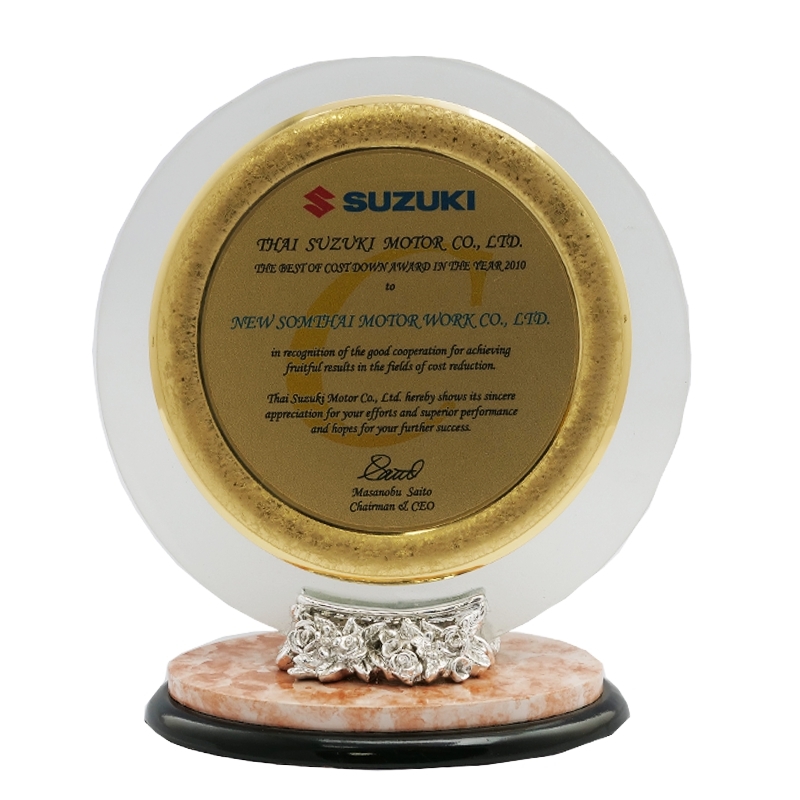 SUZUKI
THAI SUZUKI MOTOR CO., LTD.
THE BEST OF COST DOWN AWARD IN THE YEAR 2010
to
NEW SOMTHAI MOTOR WORK CO., LTD.
in recognition of the good cooperation for achieving
fruitful results in the fields of cost reduction.
Thai Suzuki Motor Co., Ltd. hereby shows its sincere
appreciation for your efforts and superior performance
and hopes for your further success.
Saito
Masanobu Saito
Chairman & CEO